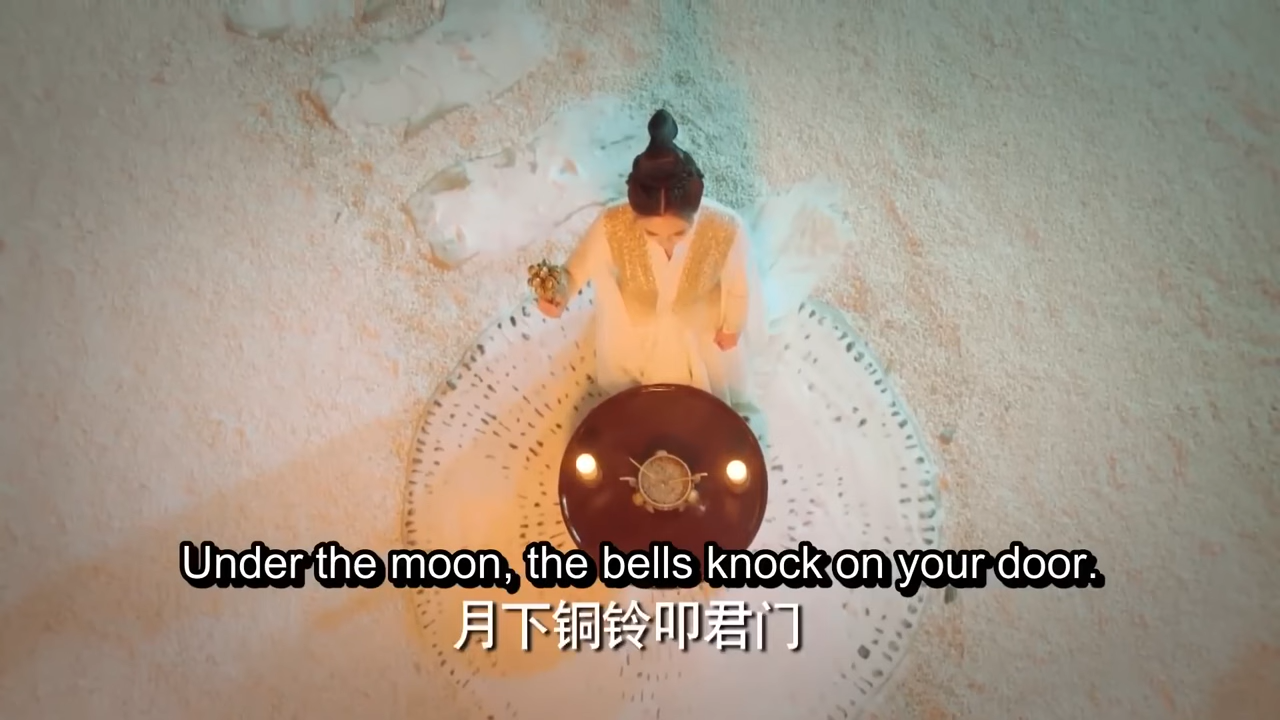 Under the moon, the bells knock on your door.
月下铜铃叩君门